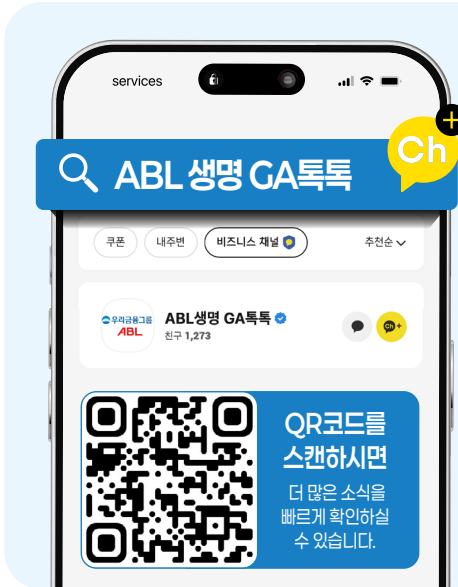 services
ABL 생명 GA톡톡
Ch+
쿠폰 내주변 비즈니스 채널 추천순
우리금융그룹
ABL
ABL생명 GA톡톡
친구 1,273
Ch+
QR코드를
스캔하시면
더 많은 소식을
빠르게 확인하실
수 있습니다.